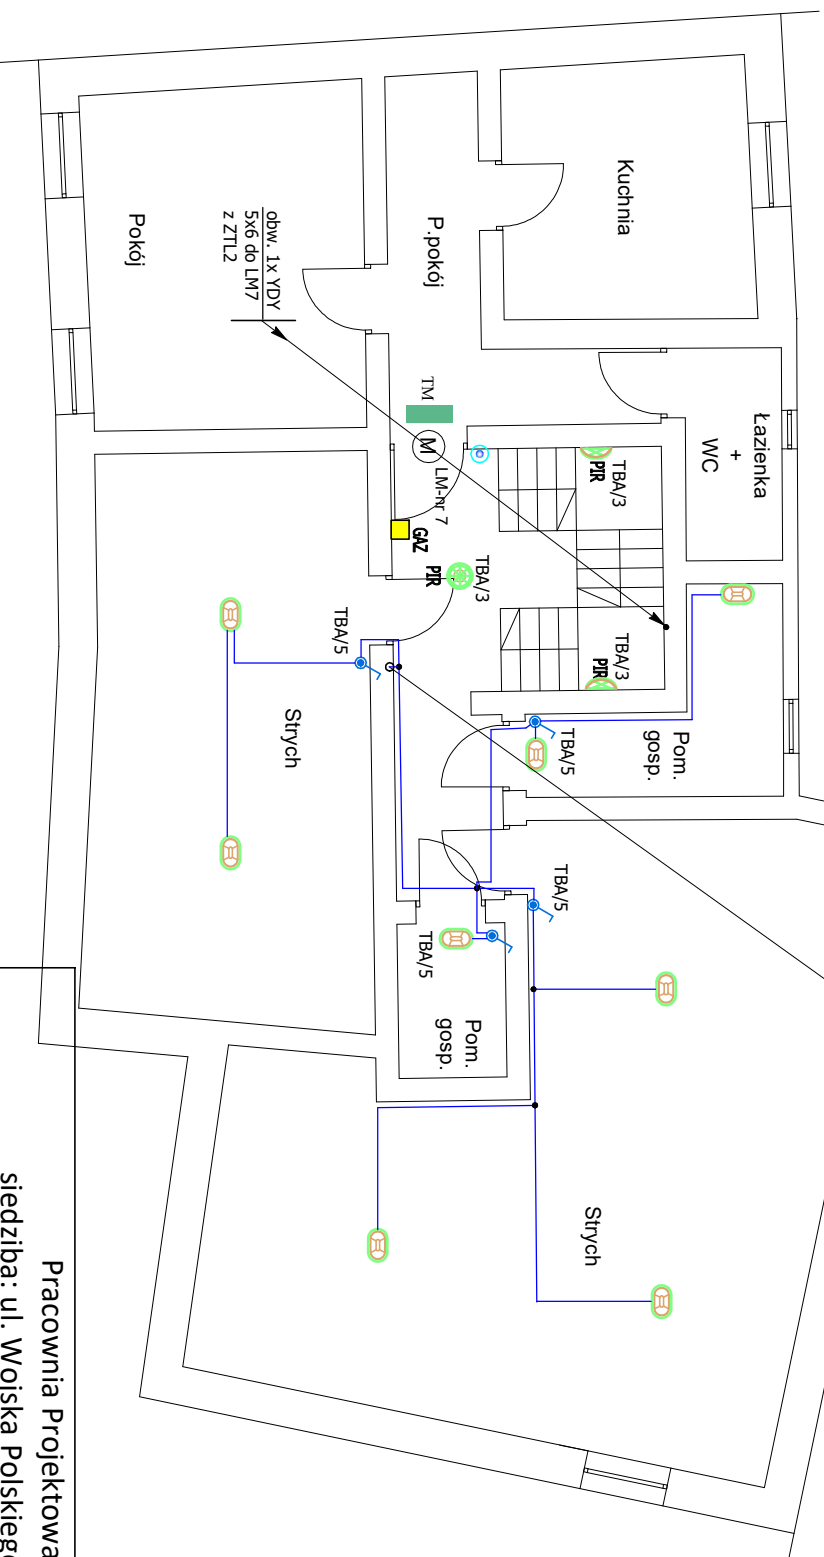 Kuchnia
Łazienka
+
WC
P.pokój
Pokój
obw. 1x YDY
5x6 do LM7
z ZTL2
TM
M
LM-nr 7
GAZ
PIR
TBA/3
PIR
TBA/3
PIR
TBA/3
TBA/5
Strych
Pom.
gosp.
TBA/5
TBA/5
TBA/5
Pom.
gosp.
Strych
Pracownia Projektowa
siedziba: ul. Wojska Polskiego